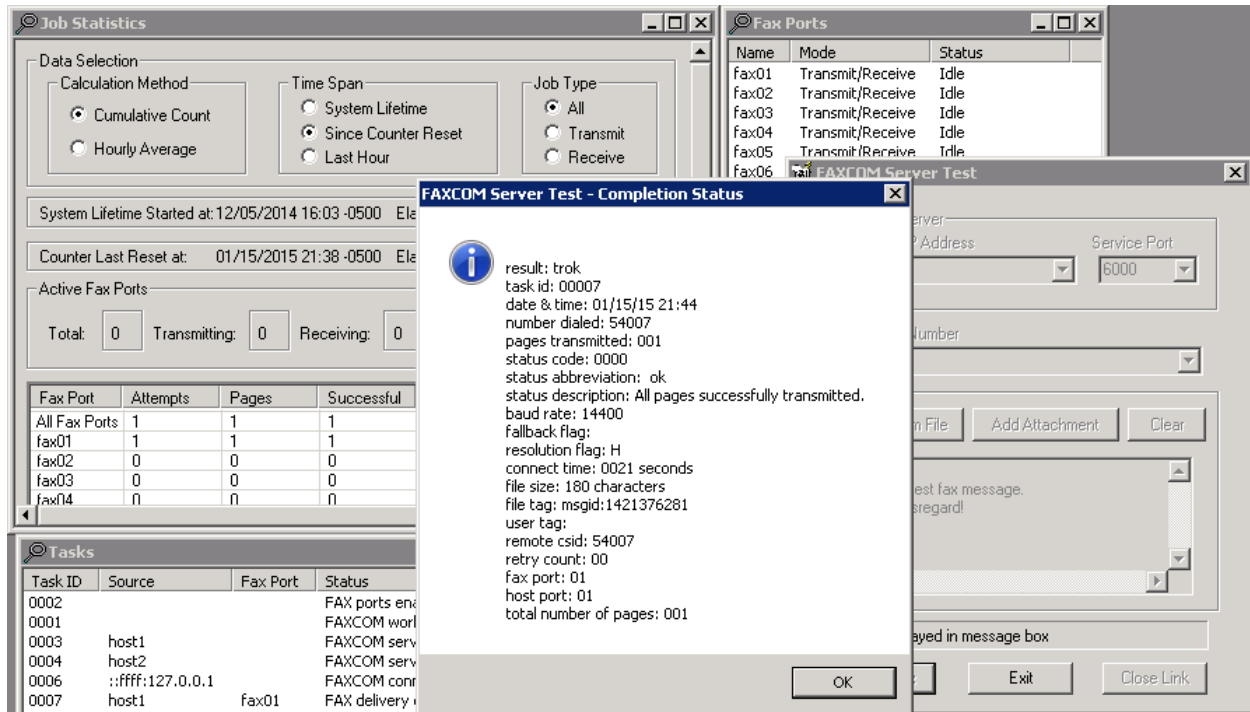 Job Statistics
Data Selection
Calculation Method
Cumulative Count
Hourly Average
Time Span
System Lifetime
Since Counter Reset
Last Hour
Job Type
All
Transmit
Receive
System Lifetime Started at: 12/05/2014 16:03 -0500 Ela
Counter Last Reset at: 01/15/2015 21:38 -0500 Ela
Active Fax Ports
Total: 0 Transmitting: 0 Receiving: 0
Fax Port Attempts Pages Successful
All Fax Ports 1 1 1
fax01 1 1 1
fax02 0 0 0
fax03 0 0 0
fax04 0 0 0
Tasks
Task ID Source Fax Port Status
0002 FAX ports ena
0001 FAXCOM worl
0003 host1 FAXCOM serv
0004 host2 FAXCOM serv
0006 ::ffff:127.0.0.1 FAXCOM conn
0007 host1 fax01 FAX delivery
Fax Ports
Name Mode Status
fax01 Transmit/Receive Idle
fax02 Transmit/Receive Idle
fax03 Transmit/Receive Idle
fax04 Transmit/Receive Idle
fax05 Transmit/Receive Idle
fax06
FAXCOM Server Test
erver
P Address
Service Port
6000
Number
m File
Add Attachment
Clear
est fax message.
sregard!
ayed in message box
Exit
Close Link
FAXCOM Server Test - Completion Status
result: trok
task id: 00007
date & time: 01/15/15 21:44
number dialed: 54007
pages transmitted: 001
status code: 0000
status abbreviation: ok
status description: All pages successfully transmitted.
baud rate: 14400
fallback flag:
resolution flag: H
connect time: 0021 seconds
file size: 180 characters
file tag: msgid:1421376281
user tag:
remote csid: 54007
retry count: 00
fax port: 01
host port: 01
total number of pages: 001
OK